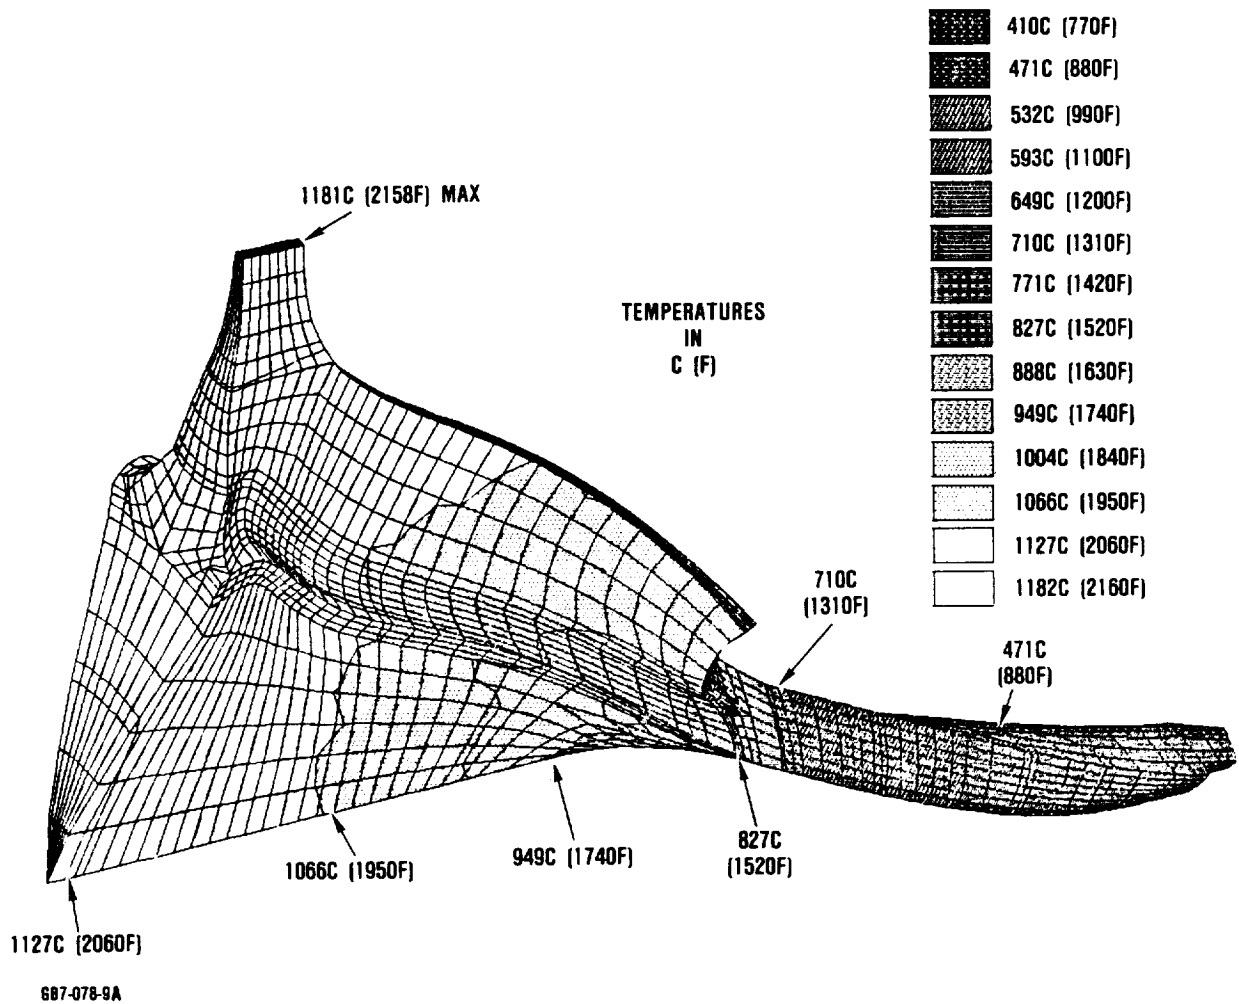 410C (770F)
471C (880F)
532C (990F)
593C (1100F)
649C (1200F)
710C (1310F)
771C (1420F)
827C (1520F)
888C (1630F)
949C (1740F)
1004C (1840F)
1066C (1950F)
1127C (2060F)
1182C (2160F)
1181C (2158F) MAX
TEMPERATURES
IN
C (F)
710C
(1310F)
471C
(880F)
827C
(1520F)
949C (1740F)
1066C (1950F)
1127C (2060F)
G87-078-9A